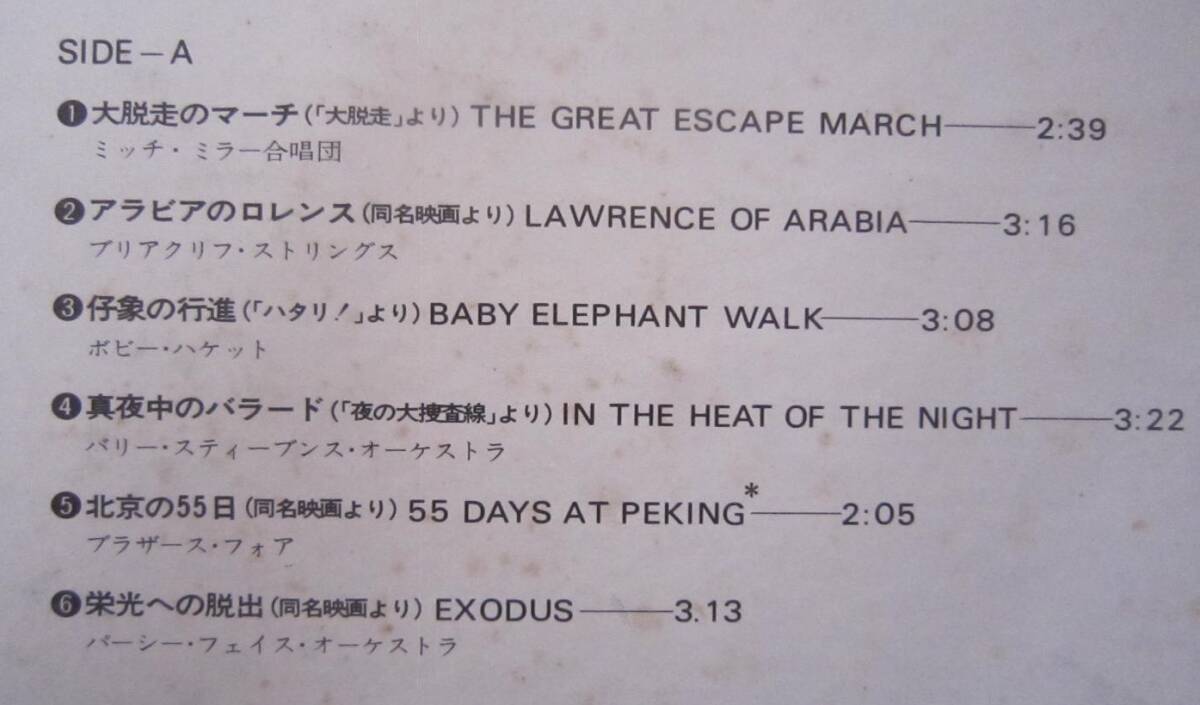 SIDE－A
❶大脱走のマーチ(「大脱走」より) THE GREAT ESCAPE MARCH———2:39
ミッチ・ミラー合唱団
❷アラビアのロレンス(同名映画より) LAWRENCE OF ARABIA———3:16
ブリアクリフ・ストリングス
❸仔象の行進(「ハタリ！」より) BABY ELEPHANT WALK———3:08
ボビー・ハケット
❹真夜中のバラード(「夜の大捜査線」より) IN THE HEAT OF THE NIGHT———3:22
バリー・スティーブンス・オーケストラ
❺北京の55日(同名映画より) 55 DAYS AT PEKING*———2:05
ブラザース・フォア
❻栄光への脱出(同名映画より) EXODUS———3.13
パーシー・フェイス・オーケストラ